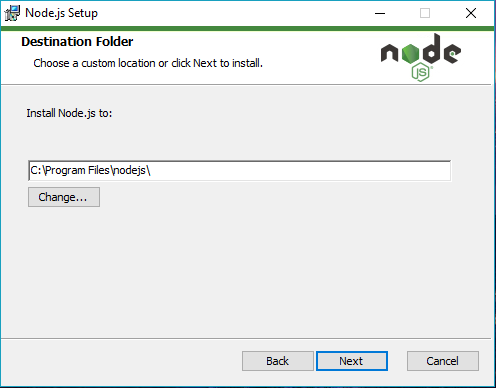 Node.js Setup
Destination Folder
Choose a custom location or click Next to install.
node
JS
Install Node.js to:
C:\Program Files\nodejs\
Change...
Back
Next
Cancel